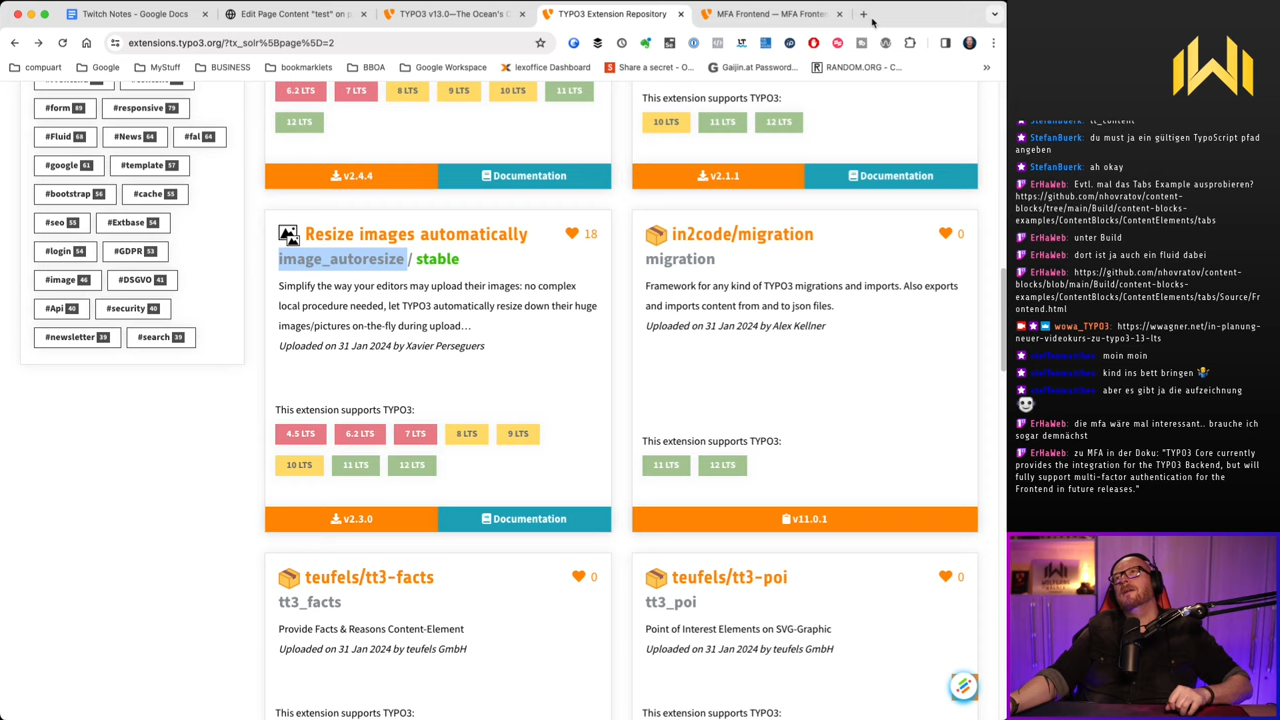 Twitch Notes - Google Docs
Edit Page Content "test" on p
TYPO3 v13.0—The Ocean's C
TYPO3 Extension Repository
MFA Frontend — MFA Fronten
extensions.typo3.org/?tx_solr%5Bpage%5D=2
compuart
Google
MyStuff
BUSINESS
bookmarklets
BBOA
Google Workspace
lexoffice Dashboard
Share a secret - O...
Gaijin.at Password...
RANDOM.ORG - C...
»
#form 89
#responsive 79
#Fluid 68
#News 64
#fal 64
#google 61
#template 57
#bootstrap 56
#cache 55
#seo 55
#Extbase 54
#login 54
#GDPR 53
#image 46
#DSGVO 41
#Api 40
#security 40
#newsletter 39
#search 39
6.2 LTS
7 LTS
8 LTS
9 LTS
10 LTS
11 LTS
12 LTS
v2.4.4
Documentation
This extension supports TYPO3:
10 LTS
11 LTS
12 LTS
v2.1.1
Documentation
Resize images automatically
18
image_autoresize / stable
Simplify the way your editors may upload their images: no complex
local procedure needed, let TYPO3 automatically resize down their huge
images/pictures on-the-fly during upload...
Uploaded on 31 Jan 2024 by Xavier Perseguers
This extension supports TYPO3:
4.5 LTS
6.2 LTS
7 LTS
8 LTS
9 LTS
10 LTS
11 LTS
12 LTS
v2.3.0
Documentation
in2code/migration
0
migration
Framework for any kind of TYPO3 migrations and imports. Also exports
and imports content from and to json files.
Uploaded on 31 Jan 2024 by Alex Kellner
This extension supports TYPO3:
11 LTS
12 LTS
v11.0.1
teufels/tt3-facts
0
tt3_facts
Provide Facts & Reasons Content-Element
Uploaded on 31 Jan 2024 by teufels GmbH
This extension supports TYPO3:
teufels/tt3-poi
0
tt3_poi
Point of Interest Elements on SVG-Graphic
Uploaded on 31 Jan 2024 by teufels GmbH
This extension supports TYPO3:
StefanBuerk: du must ja ein gültigen TypoScript pfad
angeben
StefanBuerk: ah okay
ErHaWeb: Evtl. mal das Tabs Example ausprobieren?
https://github.com/nhovratov/content-
blocks/tree/main/Build/content-blocks-
examples/ContentBlocks/ContentElements/tabs
ErHaWeb: unter Build
ErHaWeb: dort ist ja auch ein fluid dabei
ErHaWeb: https://github.com/nhovratov/content-
blocks/blob/main/Build/content-blocks-
examples/ContentBlocks/ContentElements/tabs/Source/Fr
ontend.html
wowa_TYPO3: https://wwagner.net/in-planung-
neuer-videokurs-zu-typo3-13-lts
moin moin
kind ins bett bringen
aber es gibt ja die aufzeichnung
ErHaWeb: die mfa wäre mal interessant.. brauche ich
sogar demnächst
ErHaWeb: zu MFA in der Doku: "TYPO3 Core currently
provides the integration for the TYPO3 Backend, but will
fully support multi-factor authentication for the
Frontend in future releases."